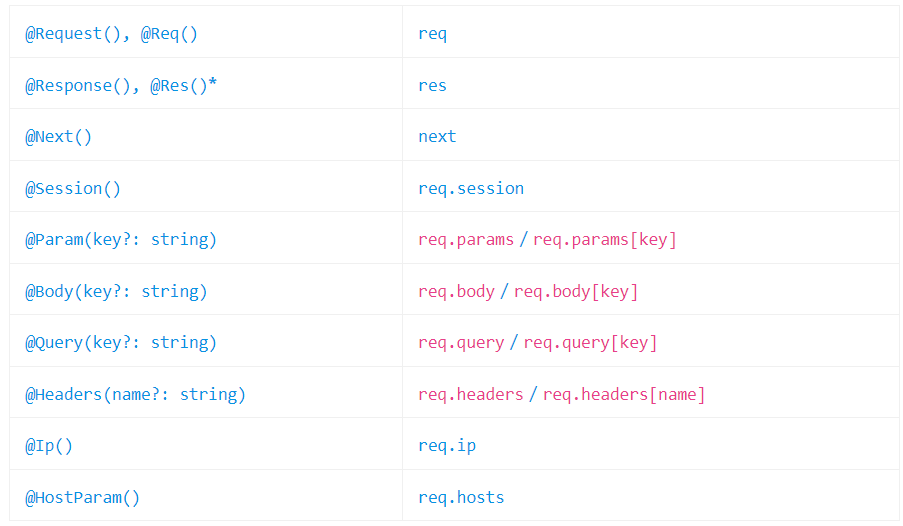 @Request(), @Req() req
@Response(), @Res()* res
@Next() next
@Session() req.session
@Param(key?: string) req.params / req.params[key]
@Body(key?: string) req.body / req.body[key]
@Query(key?: string) req.query / req.query[key]
@Headers(name?: string) req.headers / req.headers[name]
@Ip() req.ip
@HostParam() req.hosts